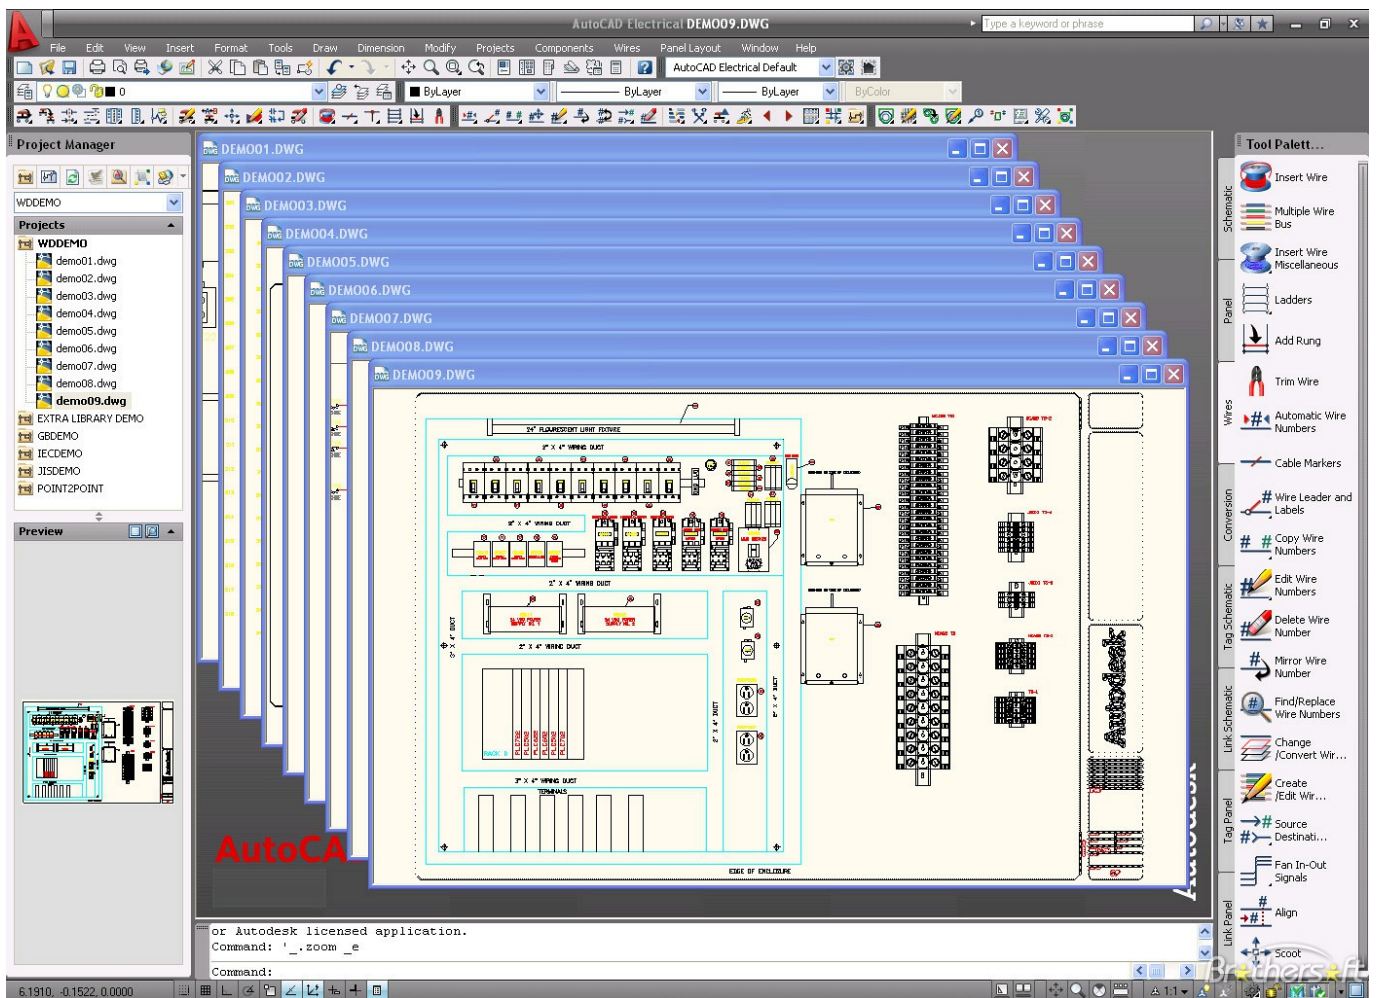 AutoCAD Electrical DEMO09.DWG
Type a keyword or phrase
File Edit View Insert Format Tools Draw Dimension Modify Projects Components Wires Panel Layout Window Help
AutoCAD Electrical Default
0 ByLayer ByLayer ByLayer ByColor
Project Manager
WDDEMO
Projects
WDDEMO
demo01.dwg
demo02.dwg
demo03.dwg
demo04.dwg
demo05.dwg
demo06.dwg
demo07.dwg
demo08.dwg
demo09.dwg
EXTRA LIBRARY DEMO
GBDEMO
IECDEMO
JISDEMO
POINT2POINT
Preview
DEMO01.DWG
DEMO02.DWG
DEMO03.DWG
DEMO04.DWG
DEMO05.DWG
DEMO06.DWG
DEMO07.DWG
DEMO08.DWG
DEMO09.DWG
24" FLOURESCENT LIGHT FIXTURE
2" X 4" WIRING DUCT
2" X 4" WIRING DUCT
2" X 4" WIRING DUCT
2" X 4" WIRING DUCT
3" X 4" WIRING DUCT
TERMINALS
RACK
2" X 4" DUCT
EDGE OF ENCLOSURE
Autodesk
AutoCA
Autodesk
Tool Palett...
Schematic
Panel
Wires
Conversion
Tag Schematic
Link Schematic
Tag Panel
Link Panel
Insert Wire
Multiple Wire
Bus
Insert Wire
Miscellaneous
Ladders
Add Rung
Trim Wire
Automatic Wire
Numbers
Cable Markers
Wire Leader and
Labels
Copy Wire
Numbers
Edit Wire
Numbers
Delete Wire
Number
Mirror Wire
Number
Find/Replace
Wire Numbers
Change
/Convert Wir...
Create
/Edit Wir...
Source
Destinati...
Fan In-Out
Signals
Align
Scoot
or Autodesk licensed application.
Command: '_.zoom _e
Command:
6.1910, -0.1522, 0.0000
1:1
Brothersoft